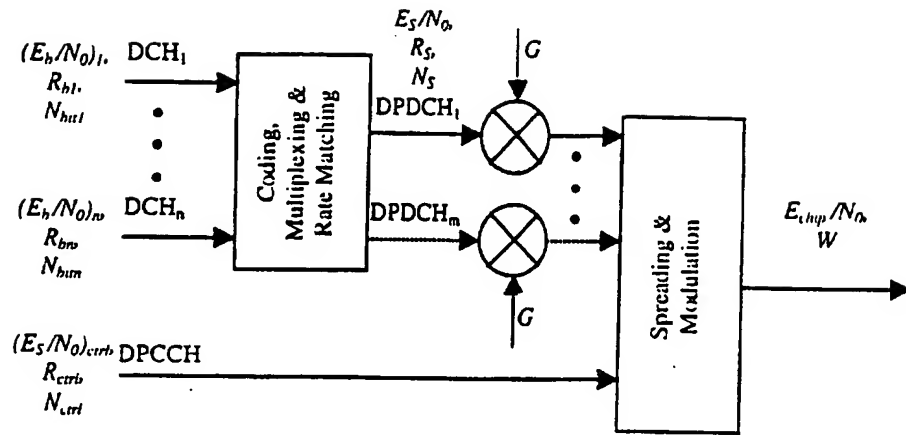 (E_b/N_0)_1,
R_b1,
N_bit1
DCH_1
E_S/N_0,
R_S,
N_S
G
DPDCH_1
Coding,
Multiplexing &
Rate Matching
(E_b/N_0)_n,
R_bn,
N_bitn
DCH_n
DPDCH_m
G
Spreading &
Modulation
E_chip/N_0,
W
(E_S/N_0)_ctrl,
R_ctrl,
N_ctrl
DPCCH